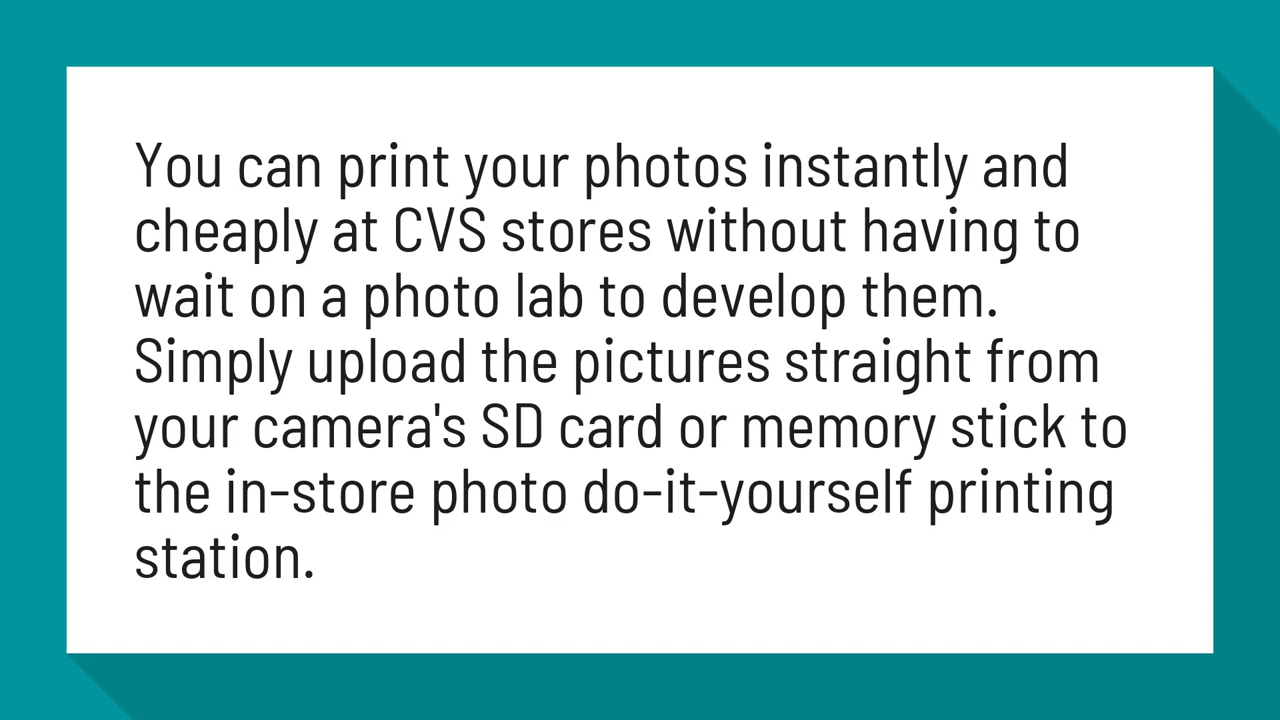 You can print your photos instantly and
cheaply at CVS stores without having to
wait on a photo lab to develop them.
Simply upload the pictures straight from
your camera's SD card or memory stick to
the in-store photo do-it-yourself printing
station.